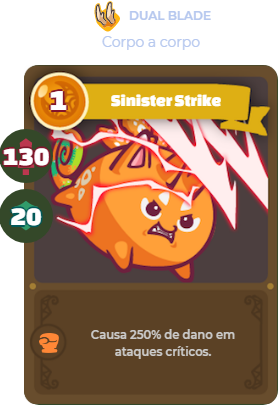 DUAL BLADE
Corpo a corpo
1
Sinister Strike
130
20
Causa 250% de dano em
ataques críticos.